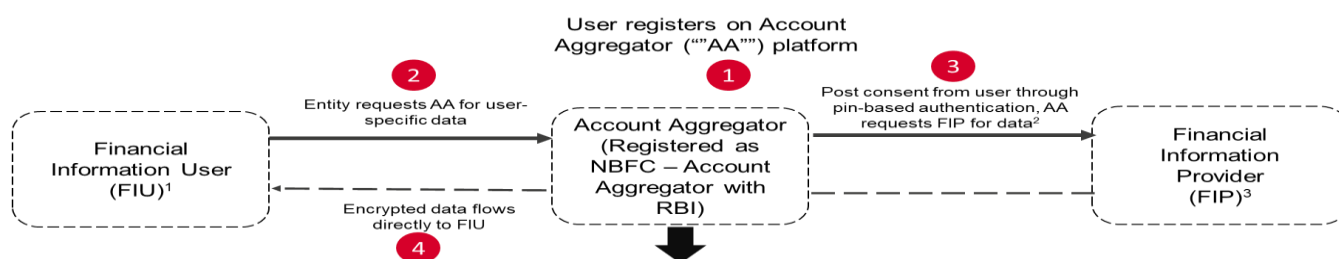 User registers on Account
Aggregator (“”AA””) platform
1
2
Entity requests AA for user-
specific data
3
Post consent from user through
pin-based authentication, AA
requests FIP for data²
Financial
Information User
(FIU)¹
Account Aggregator
(Registered as
NBFC – Account
Aggregator with
RBI)
Financial
Information
Provider
(FIP)³
Encrypted data flows
directly to FIU
4